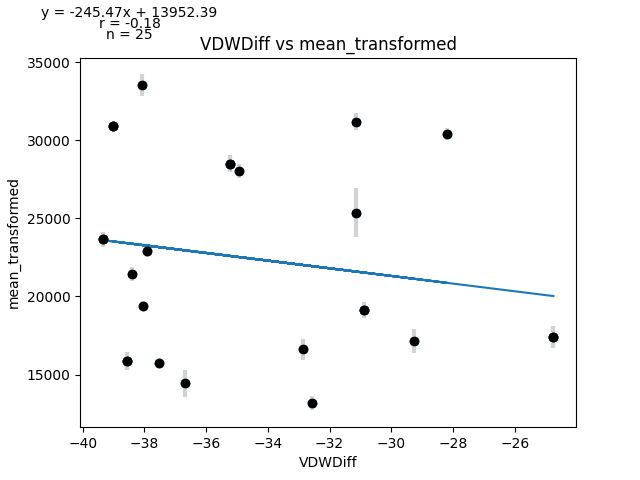 y = -245.47x + 13952.39
r = -0.18
n = 25
VDWDiff vs mean_transformed
35000
30000
25000
20000
15000
mean_transformed
−40
−38
−36
−34
−32
−30
−28
−26
VDWDiff